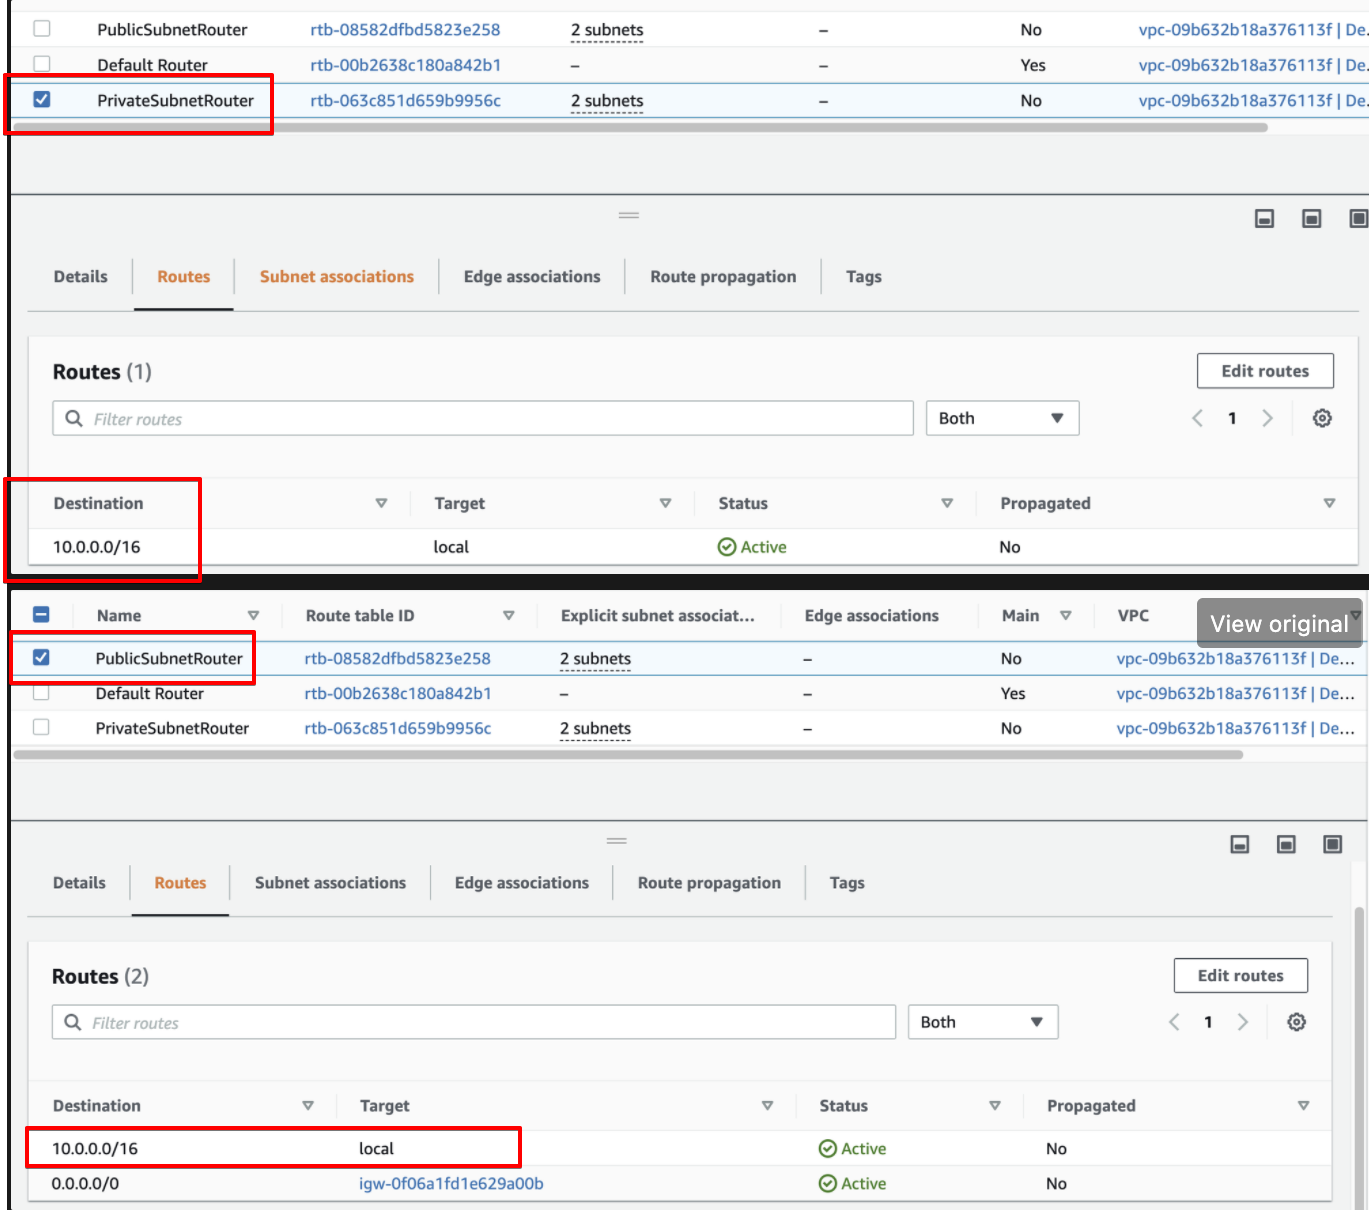 PublicSubnetRouter rtb-08582dfbd5823e258 2 subnets – – No vpc-09b632b18a376113f | De.
Default Router rtb-00b2638c180a842b1 – – Yes vpc-09b632b18a376113f | De.
PrivateSubnetRouter rtb-063c851d659b9956c 2 subnets – No vpc-09b632b18a376113f | De.
Details Routes Subnet associations Edge associations Route propagation Tags
Routes (1) Edit routes
Filter routes Both 1
Destination Target Status Propagated
10.0.0.0/16 local Active No
Name Route table ID Explicit subnet associat... Edge associations Main VPC View original
PublicSubnetRouter rtb-08582dfbd5823e258 2 subnets – No vpc-09b632b18a376113f | De...
Default Router rtb-00b2638c180a842b1 – – Yes vpc-09b632b18a376113f | De...
PrivateSubnetRouter rtb-063c851d659b9956c 2 subnets – No vpc-09b632b18a376113f | De...
Details Routes Subnet associations Edge associations Route propagation Tags
Routes (2) Edit routes
Filter routes Both 1
Destination Target Status Propagated
10.0.0.0/16 local Active No
0.0.0.0/0 igw-0f06a1fd1e629a00b Active No